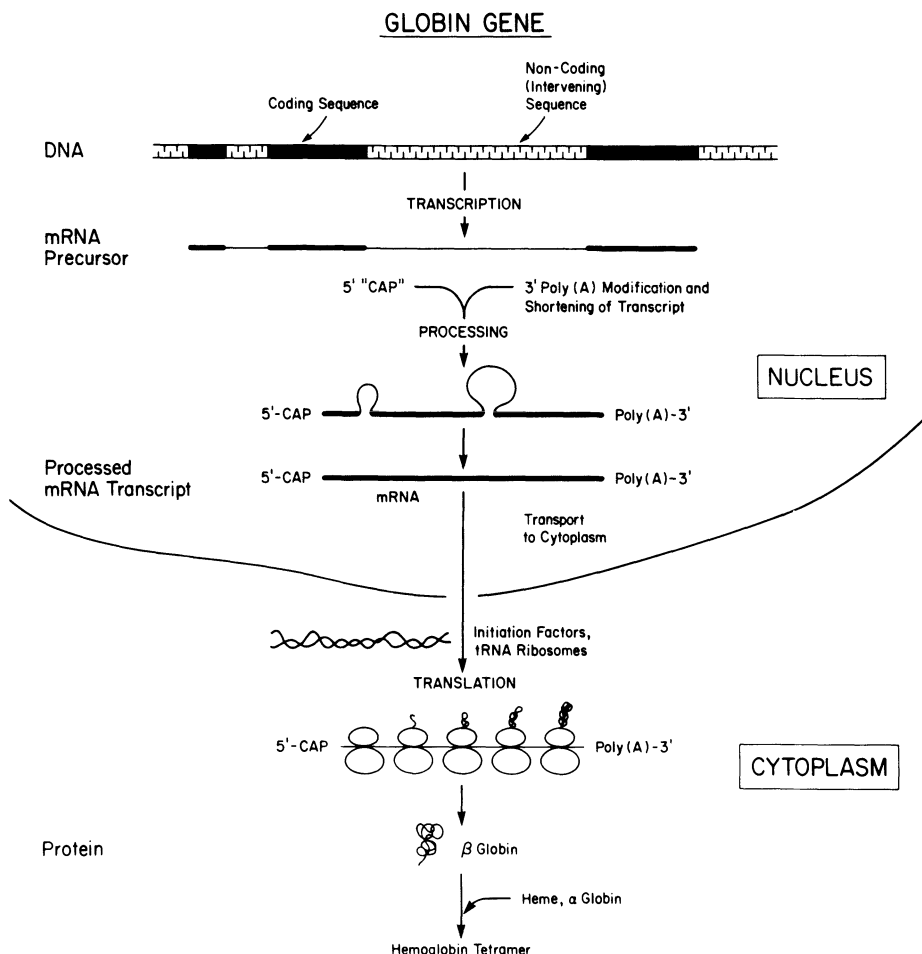 GLOBIN GENE
Non-Coding
(Intervening)
Sequence
Coding Sequence
DNA
TRANSCRIPTION
mRNA
Precursor
5' "CAP"
3' Poly (A) Modification and
Shortening of Transcript
PROCESSING
NUCLEUS
5'-CAP
Poly(A)-3'
Processed
mRNA Transcript
5'-CAP
Poly(A)-3'
mRNA
Transport
to Cytoplasm
Initiation Factors,
tRNA Ribosomes
TRANSLATION
5'-CAP
Poly(A)-3'
CYTOPLASM
Protein
β Globin
Heme, α Globin
Hemoglobin Tetramer